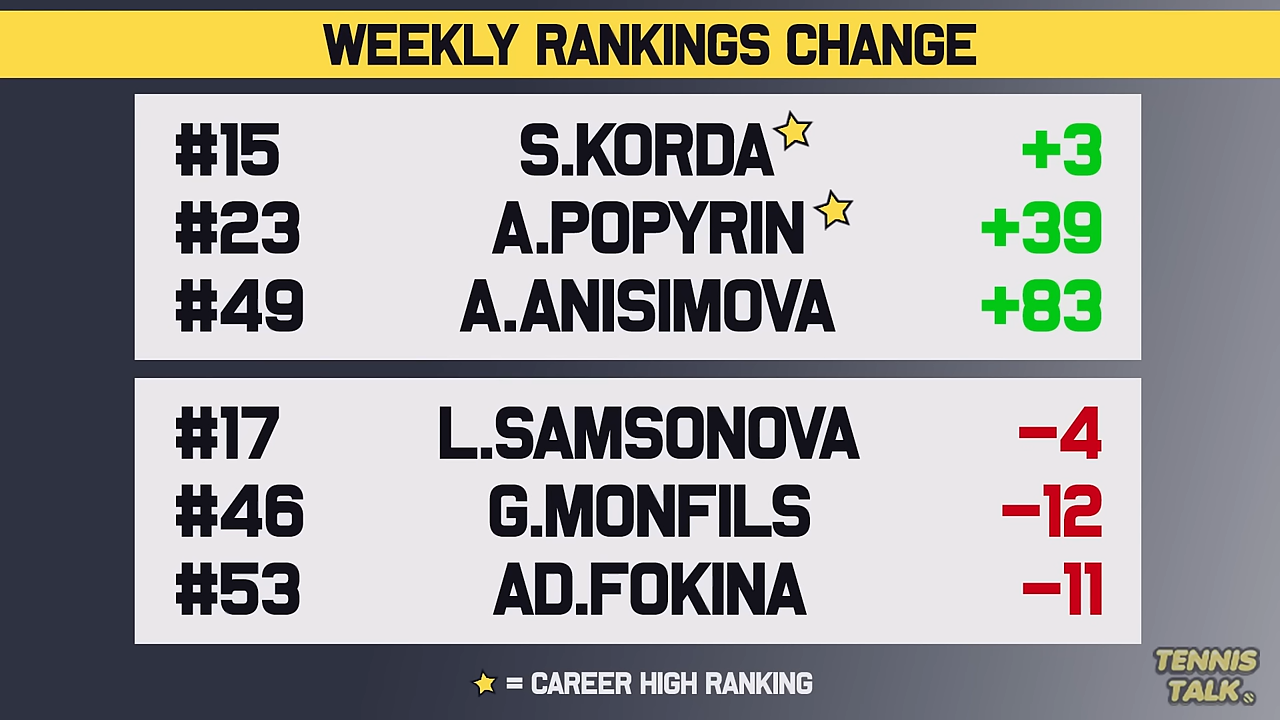 WEEKLY RANKINGS CHANGE
#15 S.KORDA +3
#23 A.POPYRIN +39
#49 A.ANISIMOVA +83
#17 L.SAMSONOVA -4
#46 G.MONFILS -12
#53 AD.FOKINA -11
= CAREER HIGH RANKING
TENNIS
TALK